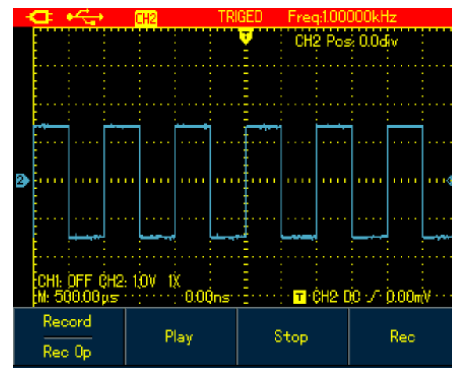 CH2 TRIGED Freq:1.00000kHz
T
CH2 Pos: 0.0div
2
CH1: OFF CH2: 1.0V 1X
M: 500.00μs 0.00ns T CH2 DC 0.00mV
Record Play Stop Rec
Rec Op